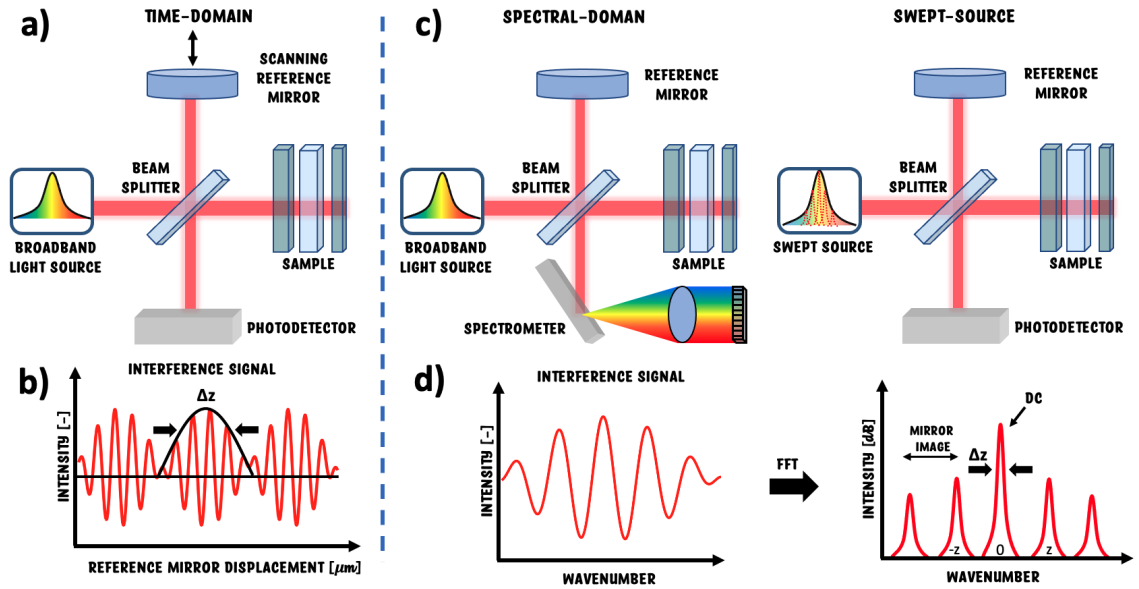 a)
TIME-DOMAIN
SCANNING
REFERENCE
MIRROR
BEAM
SPLITTER
BROADBAND
LIGHT SOURCE
SAMPLE
PHOTODETECTOR
b)
INTERFERENCE SIGNAL
Δz
INTENSITY [-]
REFERENCE MIRROR DISPLACEMENT [μm]
c)
SPECTRAL-DOMAN
REFERENCE
MIRROR
BEAM
SPLITTER
BROADBAND
LIGHT SOURCE
SAMPLE
SPECTROMETER
SWEPT-SOURCE
REFERENCE
MIRROR
BEAM
SPLITTER
SWEPT SOURCE
SAMPLE
PHOTODETECTOR
d)
INTERFERENCE SIGNAL
INTENSITY [-]
WAVENUMBER
FFT
INTENSITY [dB]
DC
MIRROR
IMAGE
Δz
-z
0
z
WAVENUMBER